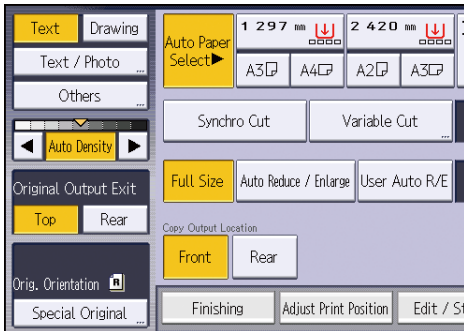 Text Drawing
Text / Photo ...
Others ...
Auto Density
Original Output Exit
Top Rear
Orig. Orientation R
Special Original ...
Auto Paper
Select▶
1 297 mm 2 420 mm
A3 A4 A2 A3
Synchro Cut Variable Cut ...
Full Size Auto Reduce / Enlarge User Auto R/E
Copy Output Location
Front Rear
Finishing Adjust Print Position Edit / St